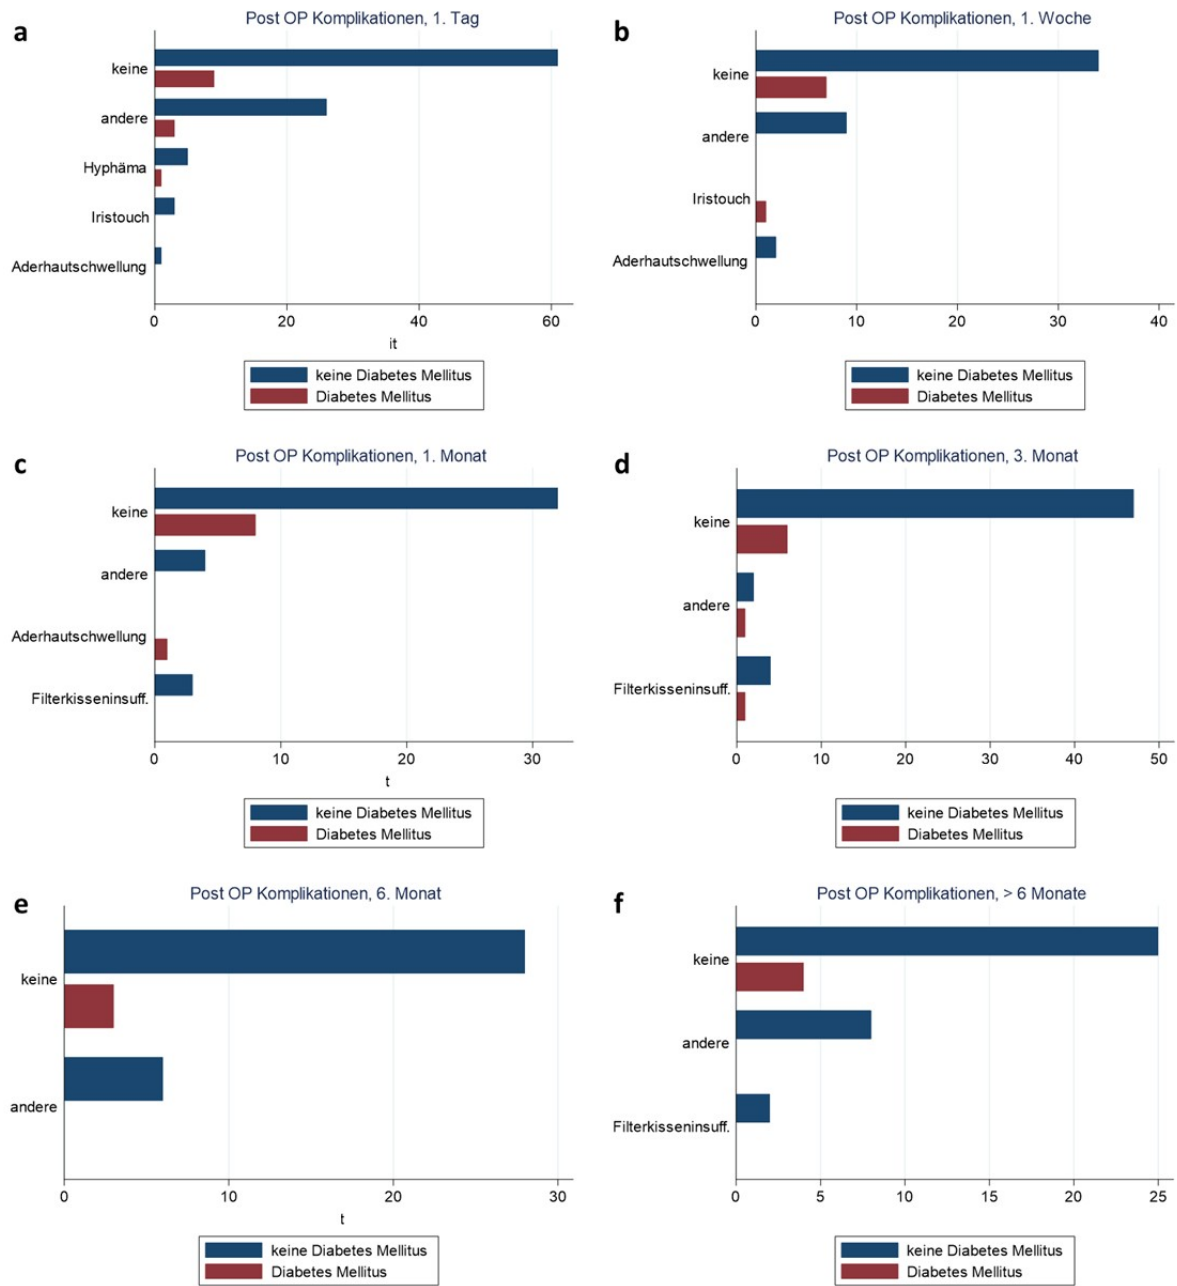 a
Post OP Komplikationen, 1. Tag
keine
andere
Hyphäma
Iristouch
Aderhautschwellung
0 20 40 60
it
keine Diabetes Mellitus
Diabetes Mellitus
b
Post OP Komplikationen, 1. Woche
keine
andere
Iristouch
Aderhautschwellung
0 10 20 30 40
keine Diabetes Mellitus
Diabetes Mellitus
c
Post OP Komplikationen, 1. Monat
keine
andere
Aderhautschwellung
Filterkisseninsuff.
0 10 20 30
t
keine Diabetes Mellitus
Diabetes Mellitus
d
Post OP Komplikationen, 3. Monat
keine
andere
Filterkisseninsuff.
0 10 20 30 40 50
keine Diabetes Mellitus
Diabetes Mellitus
e
Post OP Komplikationen, 6. Monat
keine
andere
0 10 20 30
t
keine Diabetes Mellitus
Diabetes Mellitus
f
Post OP Komplikationen, > 6 Monate
keine
andere
Filterkisseninsuff.
0 5 10 15 20 25
keine Diabetes Mellitus
Diabetes Mellitus